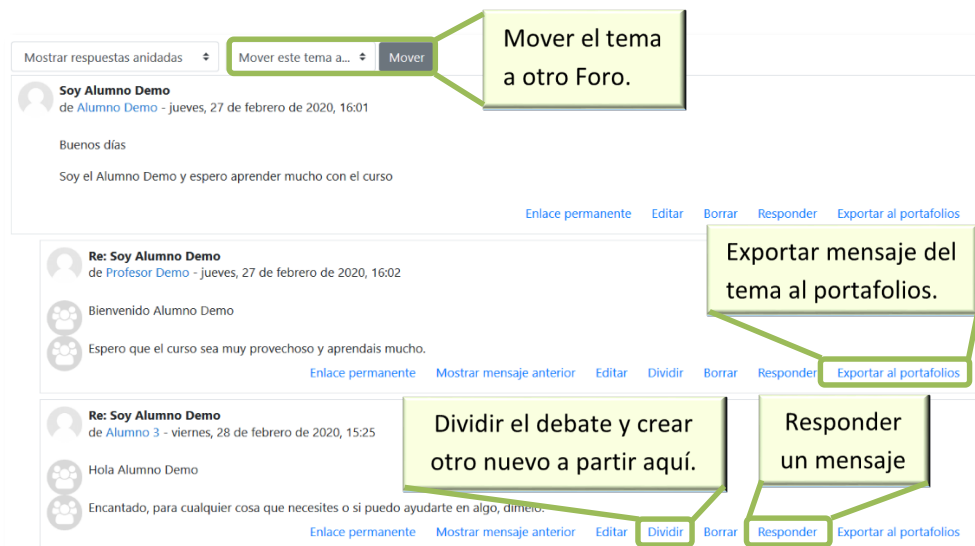 Mover el tema
a otro Foro.
Mostrar respuestas anidadas Mover este tema a... Mover
Soy Alumno Demo
de Alumno Demo - jueves, 27 de febrero de 2020, 16:01
Buenos días
Soy el Alumno Demo y espero aprender mucho con el curso
Enlace permanente Editar Borrar Responder Exportar al portafolios
Exportar mensaje del
tema al portafolios.
Re: Soy Alumno Demo
de Profesor Demo - jueves, 27 de febrero de 2020, 16:02
Bienvenido Alumno Demo
Espero que el curso sea muy provechoso y aprendais mucho.
Enlace permanente Mostrar mensaje anterior Editar Dividir Borrar Responder Exportar al portafolios
Dividir el debate y crear
otro nuevo a partir aquí.
Responder
un mensaje
Re: Soy Alumno Demo
de Alumno 3 - viernes, 28 de febrero de 2020, 15:25
Hola Alumno Demo
Encantado, para cualquier cosa que necesites o si puedo ayudarte en algo, dímelo.
Enlace permanente Mostrar mensaje anterior Editar Dividir Borrar Responder Exportar al portafolios